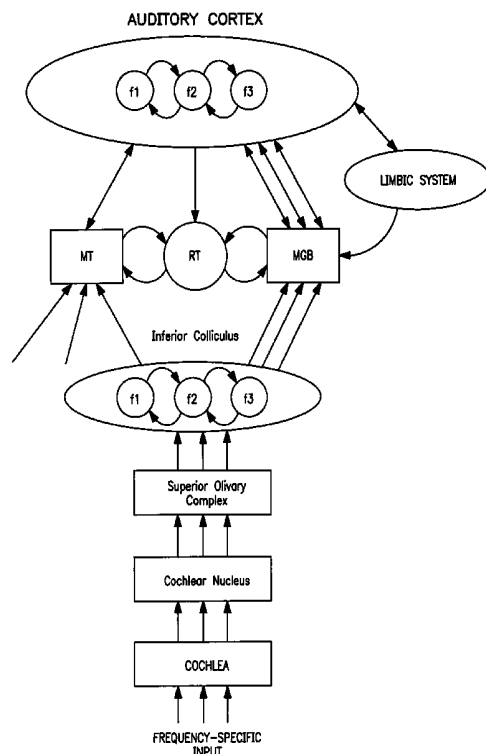 AUDITORY CORTEX
f1 f2 f3
LIMBIC SYSTEM
MT RT MGB
Inferior Colliculus
f1 f2 f3
Superior Olivary
Complex
Cochlear Nucleus
COCHLEA
FREQUENCY-SPECIFIC
INPUT